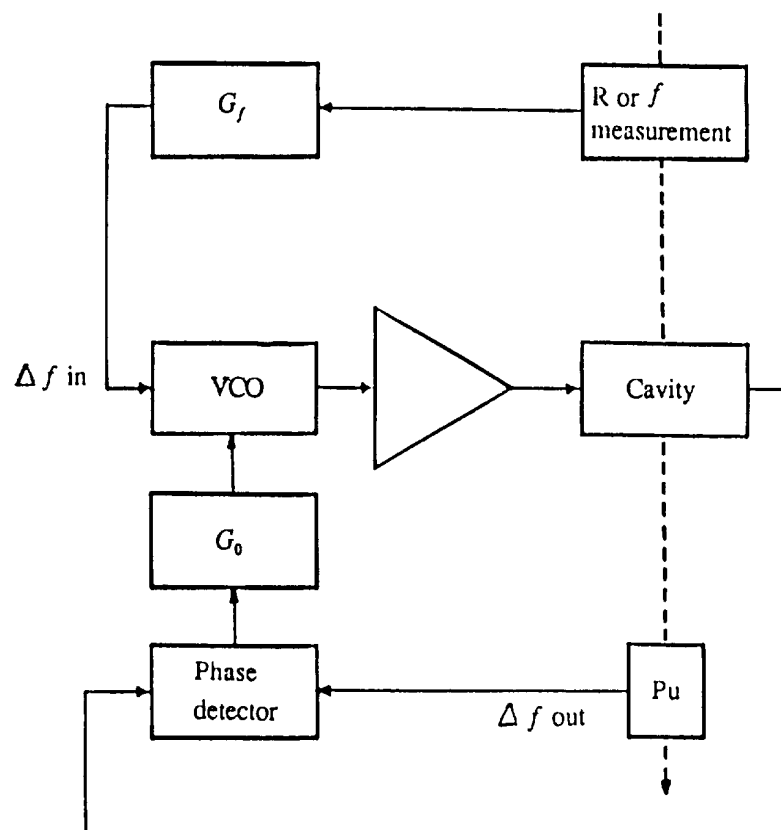 G_f
R or f
measurement
Δ f in
VCO
Cavity
G_0
Phase
detector
Δ f out
Pu